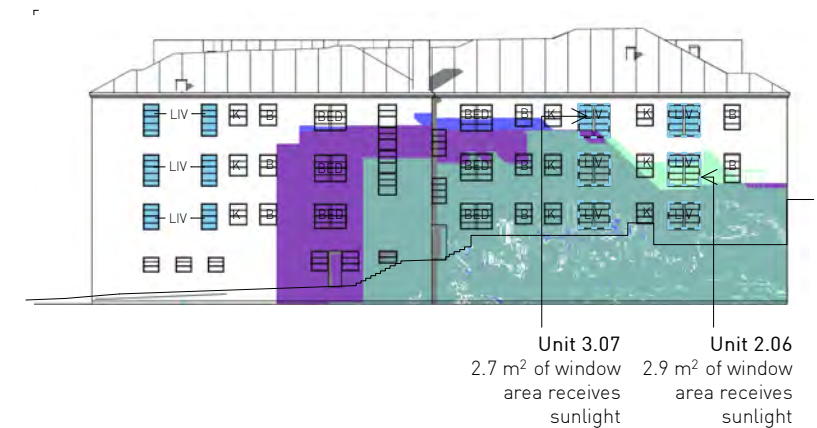 LIV K B BED BED B K LIV K LIV B
LIV K B BED BED B K LIV K LIV B
LIV K B BED BED B K LIV K LIV
Unit 3.07
2.7 m² of window
area receives
sunlight
Unit 2.06
2.9 m² of window
area receives
sunlight